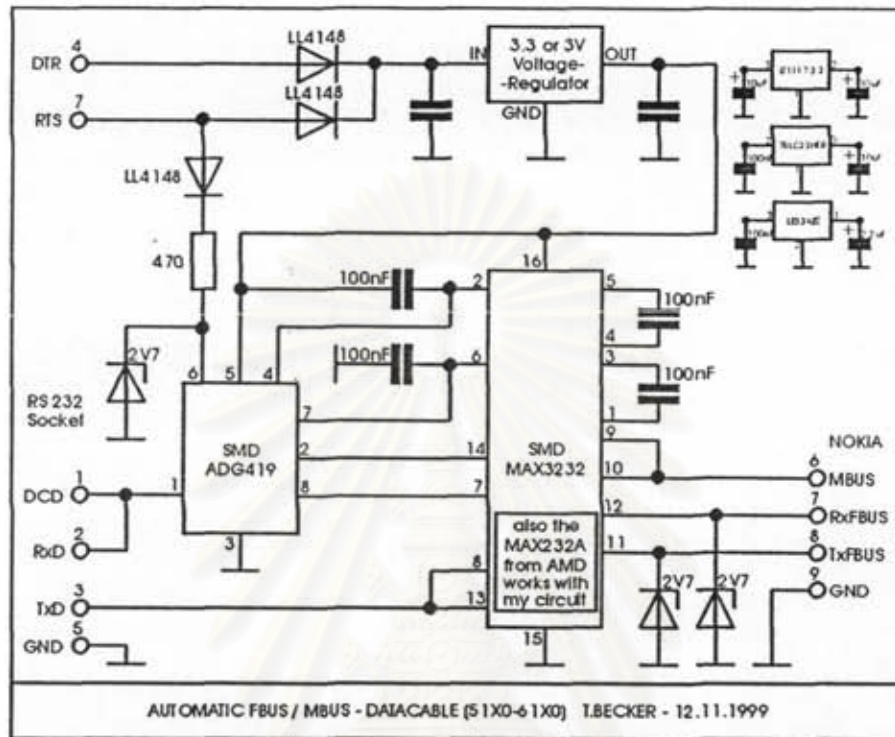 DTR 4
LL4148
IN
3.3 or 3V
Voltage-
-Regulator
GND
OUT
RTS 7
LL4148
LL4148
470
100nF
2
16
5
100nF
4
3
100nF
6
1
100nF
2V7
6 5 4
RS 232
Socket
7
SMD
ADG419
2
14
8
7
1
3
SMD
MAX3232
9
10
12
11
8
13
15
also the
MAX232A
from AMD
works with
my circuit
NOKIA
6
MBUS
7
RxFBUS
8
TxFBUS
9
GND
2V7
2V7
DCD 1
RxD 2
TxD 3
GND 5
AUTOMATIC FBUS / MBUS - DATACABLE (51X0-61X0) T.BECKER - 12.11.1999